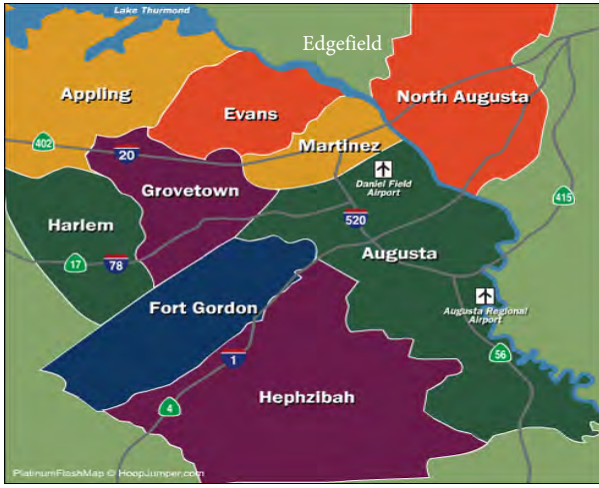 Lake Thurmond
Edgefield
Appling
North Augusta
Evans
402
20
Martinez
Grovetown
Daniel Field
Airport
415
Harlem
520
Augusta
17
78
Augusta Regional
Airport
Fort Gordon
56
1
Hephzibah
4
PlatinumFlashMap © HoopJumper.com